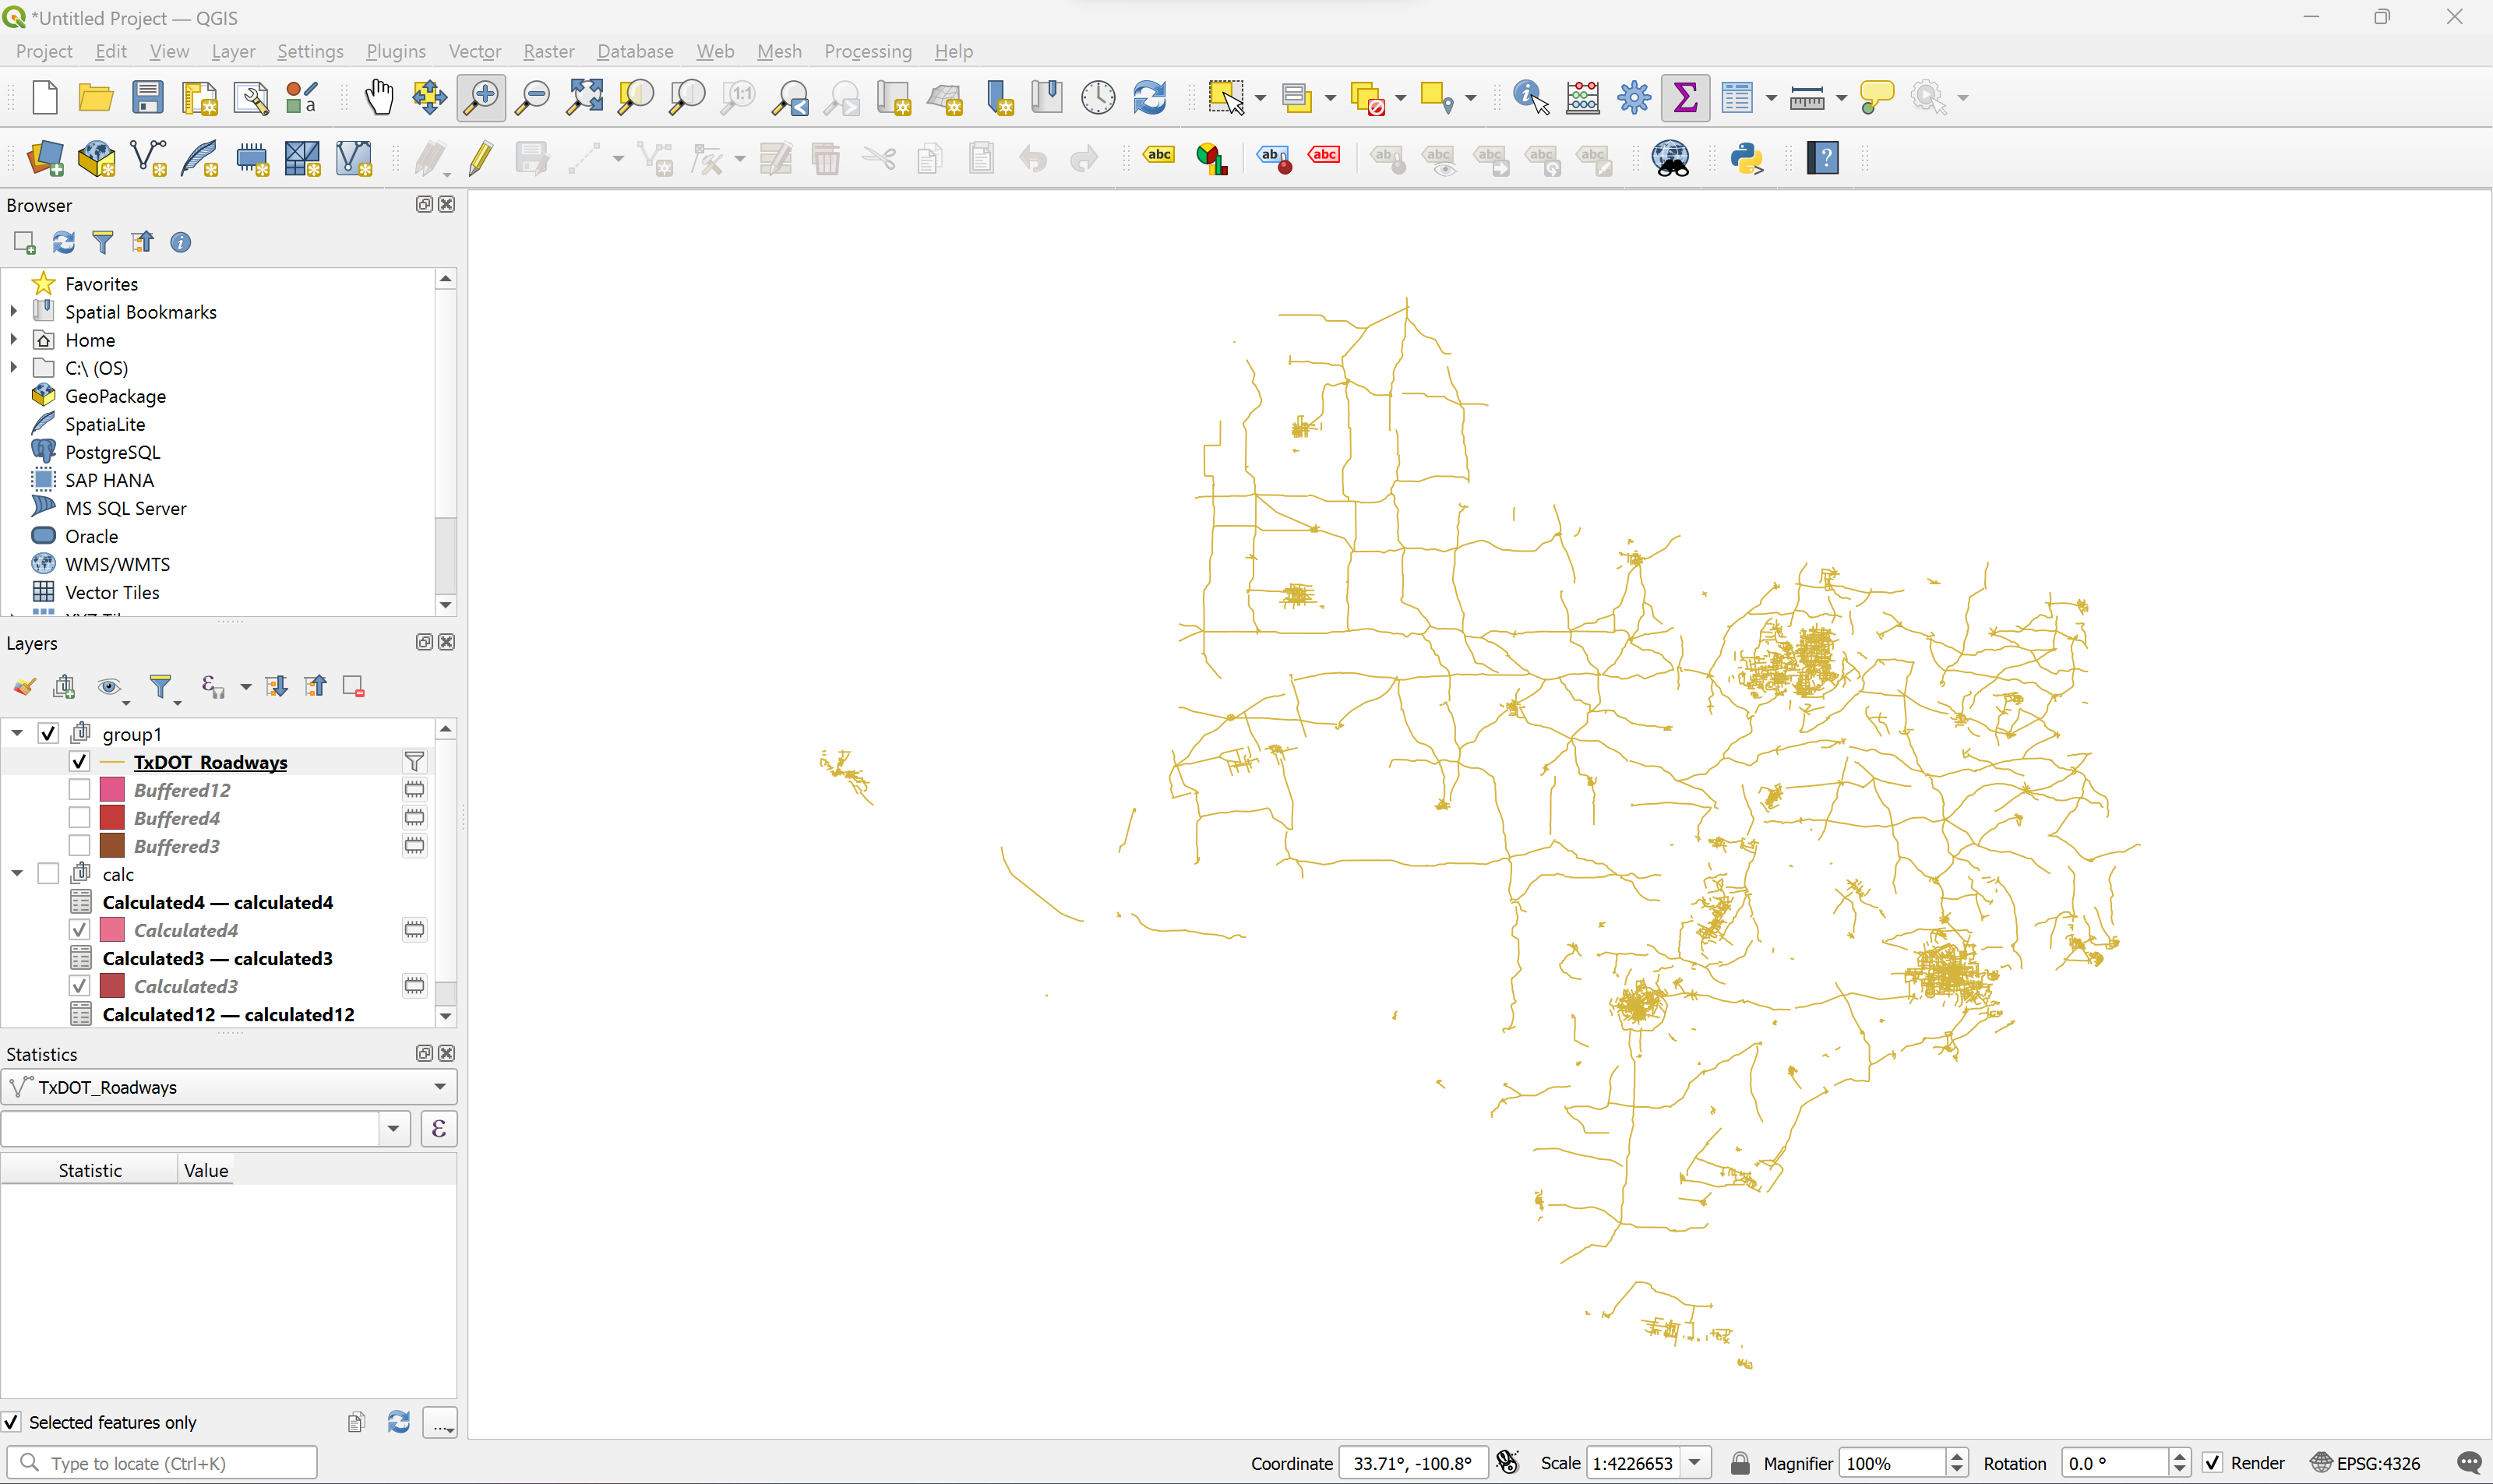 *Untitled Project — QGIS
Project Edit View Layer Settings Plugins Vector Raster Database Web Mesh Processing Help
Browser
Favorites
Spatial Bookmarks
Home
C:\ (OS)
GeoPackage
SpatiaLite
PostgreSQL
SAP HANA
MS SQL Server
Oracle
WMS/WMTS
Vector Tiles
Layers
group1
TxDOT_Roadways
Buffered12
Buffered4
Buffered3
calc
Calculated4 — calculated4
Calculated4
Calculated3 — calculated3
Calculated3
Calculated12 — calculated12
Statistics
TxDOT_Roadways
ε
Statistic Value
Selected features only
...
Type to locate (Ctrl+K)
Coordinate 33.71°, -100.8° Scale 1:4226653 Magnifier 100% Rotation 0.0 ° Render EPSG:4326